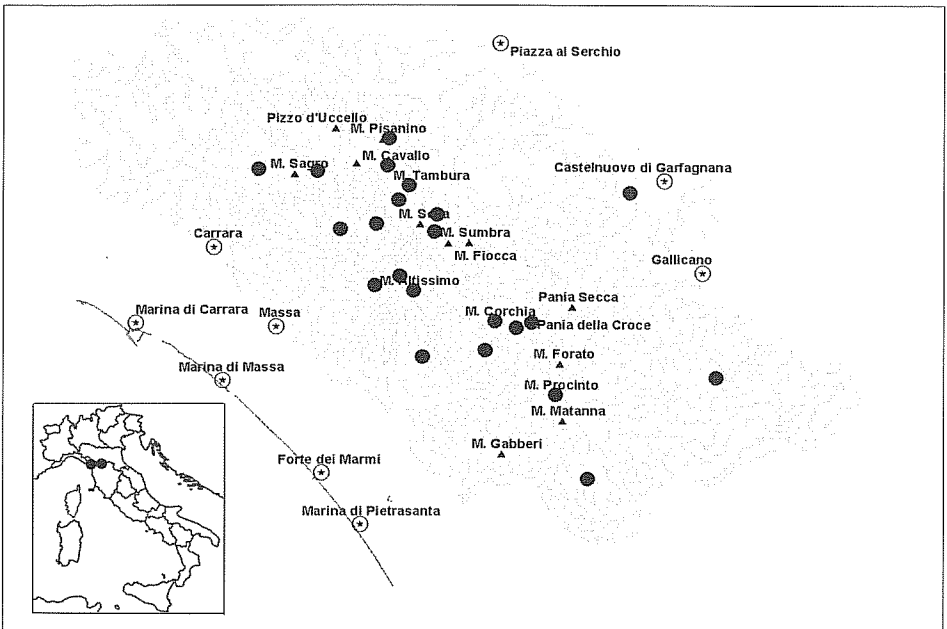 Piazza al Serchio
Pizzo d'Uccello
M. Pisanino
M. Cavallo
M. Sagro
M. Tambura
Castelnuovo di Garfagnana
M. Sella
M. Sumbra
Carrara
M. Fiocca
Gallicano
M. Altissimo
Pania Secca
Marina di Carrara
Massa
M. Corchia
Pania della Croce
M. Forato
Marina di Massa
M. Procinto
M. Matanna
M. Gabberi
Forte dei Marmi
Marina di Pietrasanta